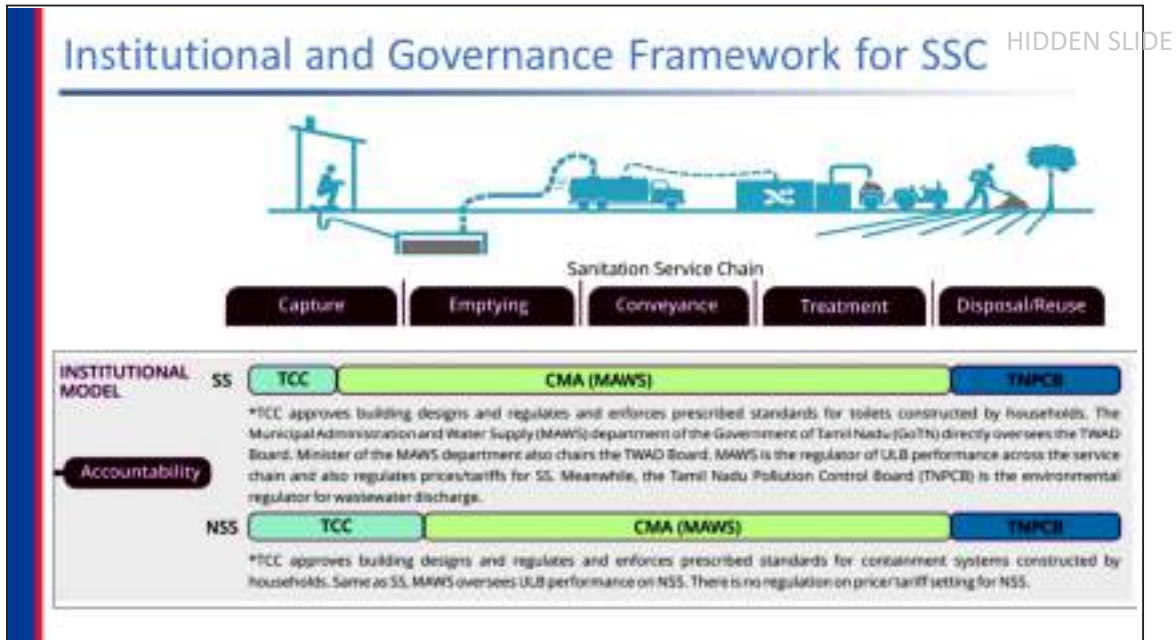 HIDDEN SLIDE
Institutional and Governance Framework for SSC
Sanitation Service Chain
Capture Emptying Conveyance Treatment Disposal/Reuse
INSTITUTIONAL MODEL
SS TCC CMA (MAWS) TNPCB
*TCC approves building designs and regulates and enforces prescribed standards for toilets constructed by households. The
Municipal Administration and Water Supply (MAWS) department of the Government of Tamil Nadu (GoTN) directly oversees the TWAD
Board. Minister of the MAWS department also chairs the TWAD Board. MAWS is the regulator of ULB performance across the service
chain and also regulates prices/tariffs for SS. Meanwhile, the Tamil Nadu Pollution Control Board (TNPCB) is the environmental
regulator for wastewater discharge.
Accountability
NSS TCC CMA (MAWS) TNPCB
*TCC approves building designs and regulates and enforces prescribed standards for containment systems constructed by
households. Same as SS, MAWS oversees ULB performance on NSS. There is no regulation on price/tariff setting for NSS.